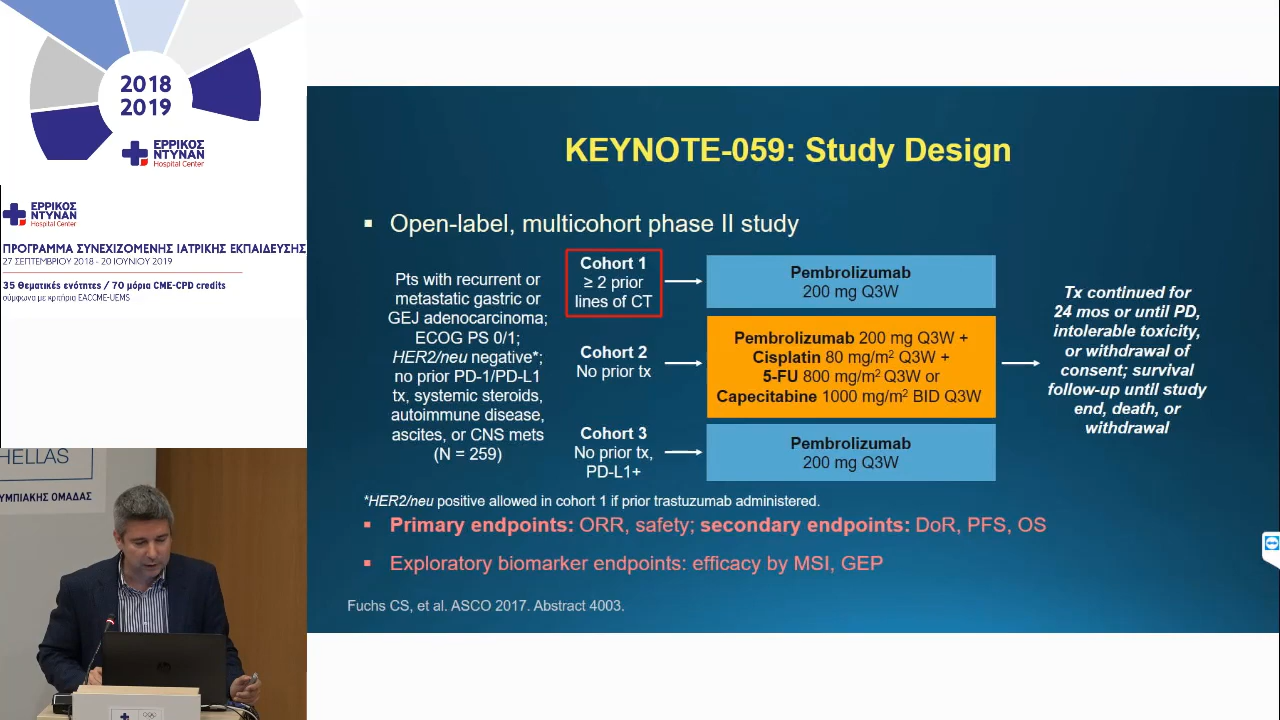 2018
2019
ΕΡΡΙΚΟΣ
ΝΤΥΝΑΝ
Hospital Center
ΕΡΡΙΚΟΣ
ΝΤΥΝΑΝ
Hospital Center
ΠΡΟΓΡΑΜΜΑ ΣΥΝΕΧΙΖΟΜΕΝΗΣ ΙΑΤΡΙΚΗΣ ΕΚΠΑΙΔΕΥΣΗΣ
27 ΣΕΠΤΕΜΒΡΙΟΥ 2018 - 20 ΙΟΥΝΙΟΥ 2019
35 Θεματικές ενότητες / 70 μόρια CME-CPD credits
σύμφωνα με κριτήρια EACCME-UEMS
HELLAS
ΥΜΠΙΑΚΗΣ ΟΜΑΔΑΣ
KEYNOTE-059: Study Design
▪ Open-label, multicohort phase II study
Pts with recurrent or
metastatic gastric or
GEJ adenocarcinoma;
ECOG PS 0/1;
HER2/neu negative*;
no prior PD-1/PD-L1
tx, systemic steroids,
autoimmune disease,
ascites, or CNS mets
(N = 259)
Cohort 1
≥ 2 prior
lines of CT
Pembrolizumab
200 mg Q3W
Cohort 2
No prior tx
Pembrolizumab 200 mg Q3W +
Cisplatin 80 mg/m² Q3W +
5-FU 800 mg/m² Q3W or
Capecitabine 1000 mg/m² BID Q3W
Cohort 3
No prior tx,
PD-L1+
Pembrolizumab
200 mg Q3W
Tx continued for
24 mos or until PD,
intolerable toxicity,
or withdrawal of
consent; survival
follow-up until study
end, death, or
withdrawal
*HER2/neu positive allowed in cohort 1 if prior trastuzumab administered.
▪ Primary endpoints: ORR, safety; secondary endpoints: DoR, PFS, OS
▪ Exploratory biomarker endpoints: efficacy by MSI, GEP
Fuchs CS, et al. ASCO 2017. Abstract 4003.